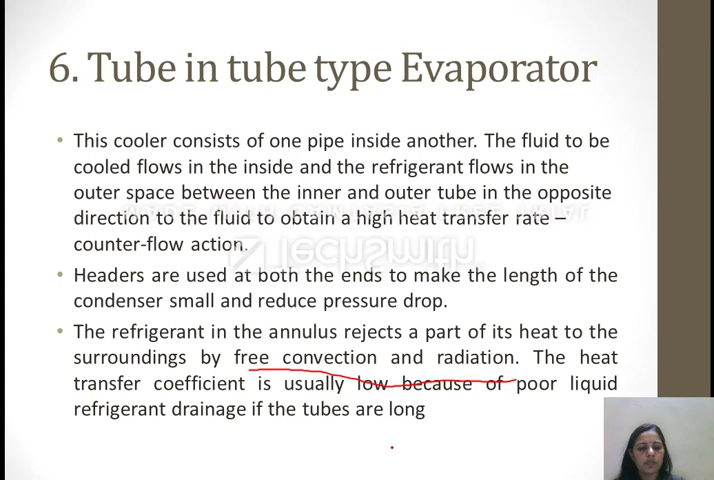 6. Tube in tube type Evaporator
• This cooler consists of one pipe inside another. The fluid to be
cooled flows in the inside and the refrigerant flows in the
outer space between the inner and outer tube in the opposite
direction to the fluid to obtain a high heat transfer rate –
counter-flow action.
• Headers are used at both the ends to make the length of the
condenser small and reduce pressure drop.
• The refrigerant in the annulus rejects a part of its heat to the
surroundings by free convection and radiation. The heat
transfer coefficient is usually low because of poor liquid
refrigerant drainage if the tubes are long